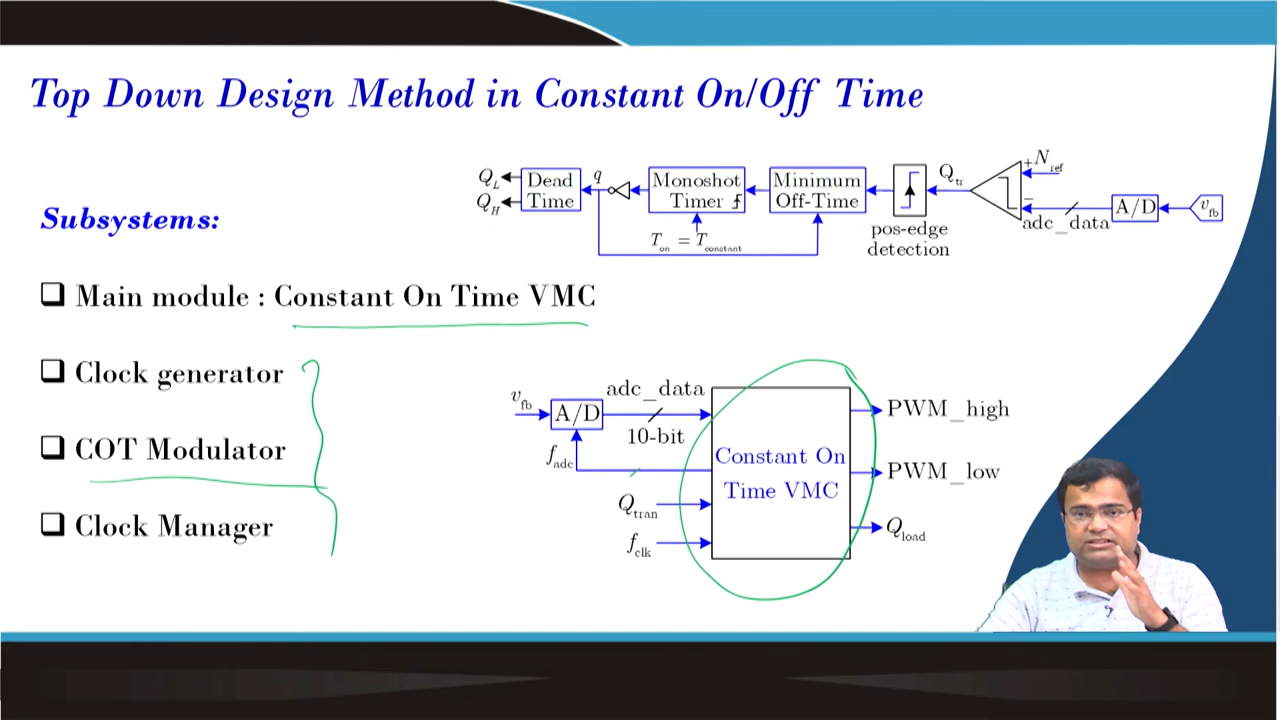 Top Down Design Method in Constant On/Off Time
Q_L
Q_H
Dead
Time
q
Monoshot
Timer
T_on = T_constant
Minimum
Off-Time
pos-edge
detection
Q_tr
+
N_ref
−
adc_data
A/D
v_fb
Subsystems:
❑ Main module : Constant On Time VMC
❑ Clock generator
❑ COT Modulator
❑ Clock Manager
v_fb
A/D
adc_data
10-bit
f_adc
Q_tran
f_clk
Constant On
Time VMC
PWM_high
PWM_low
Q_load